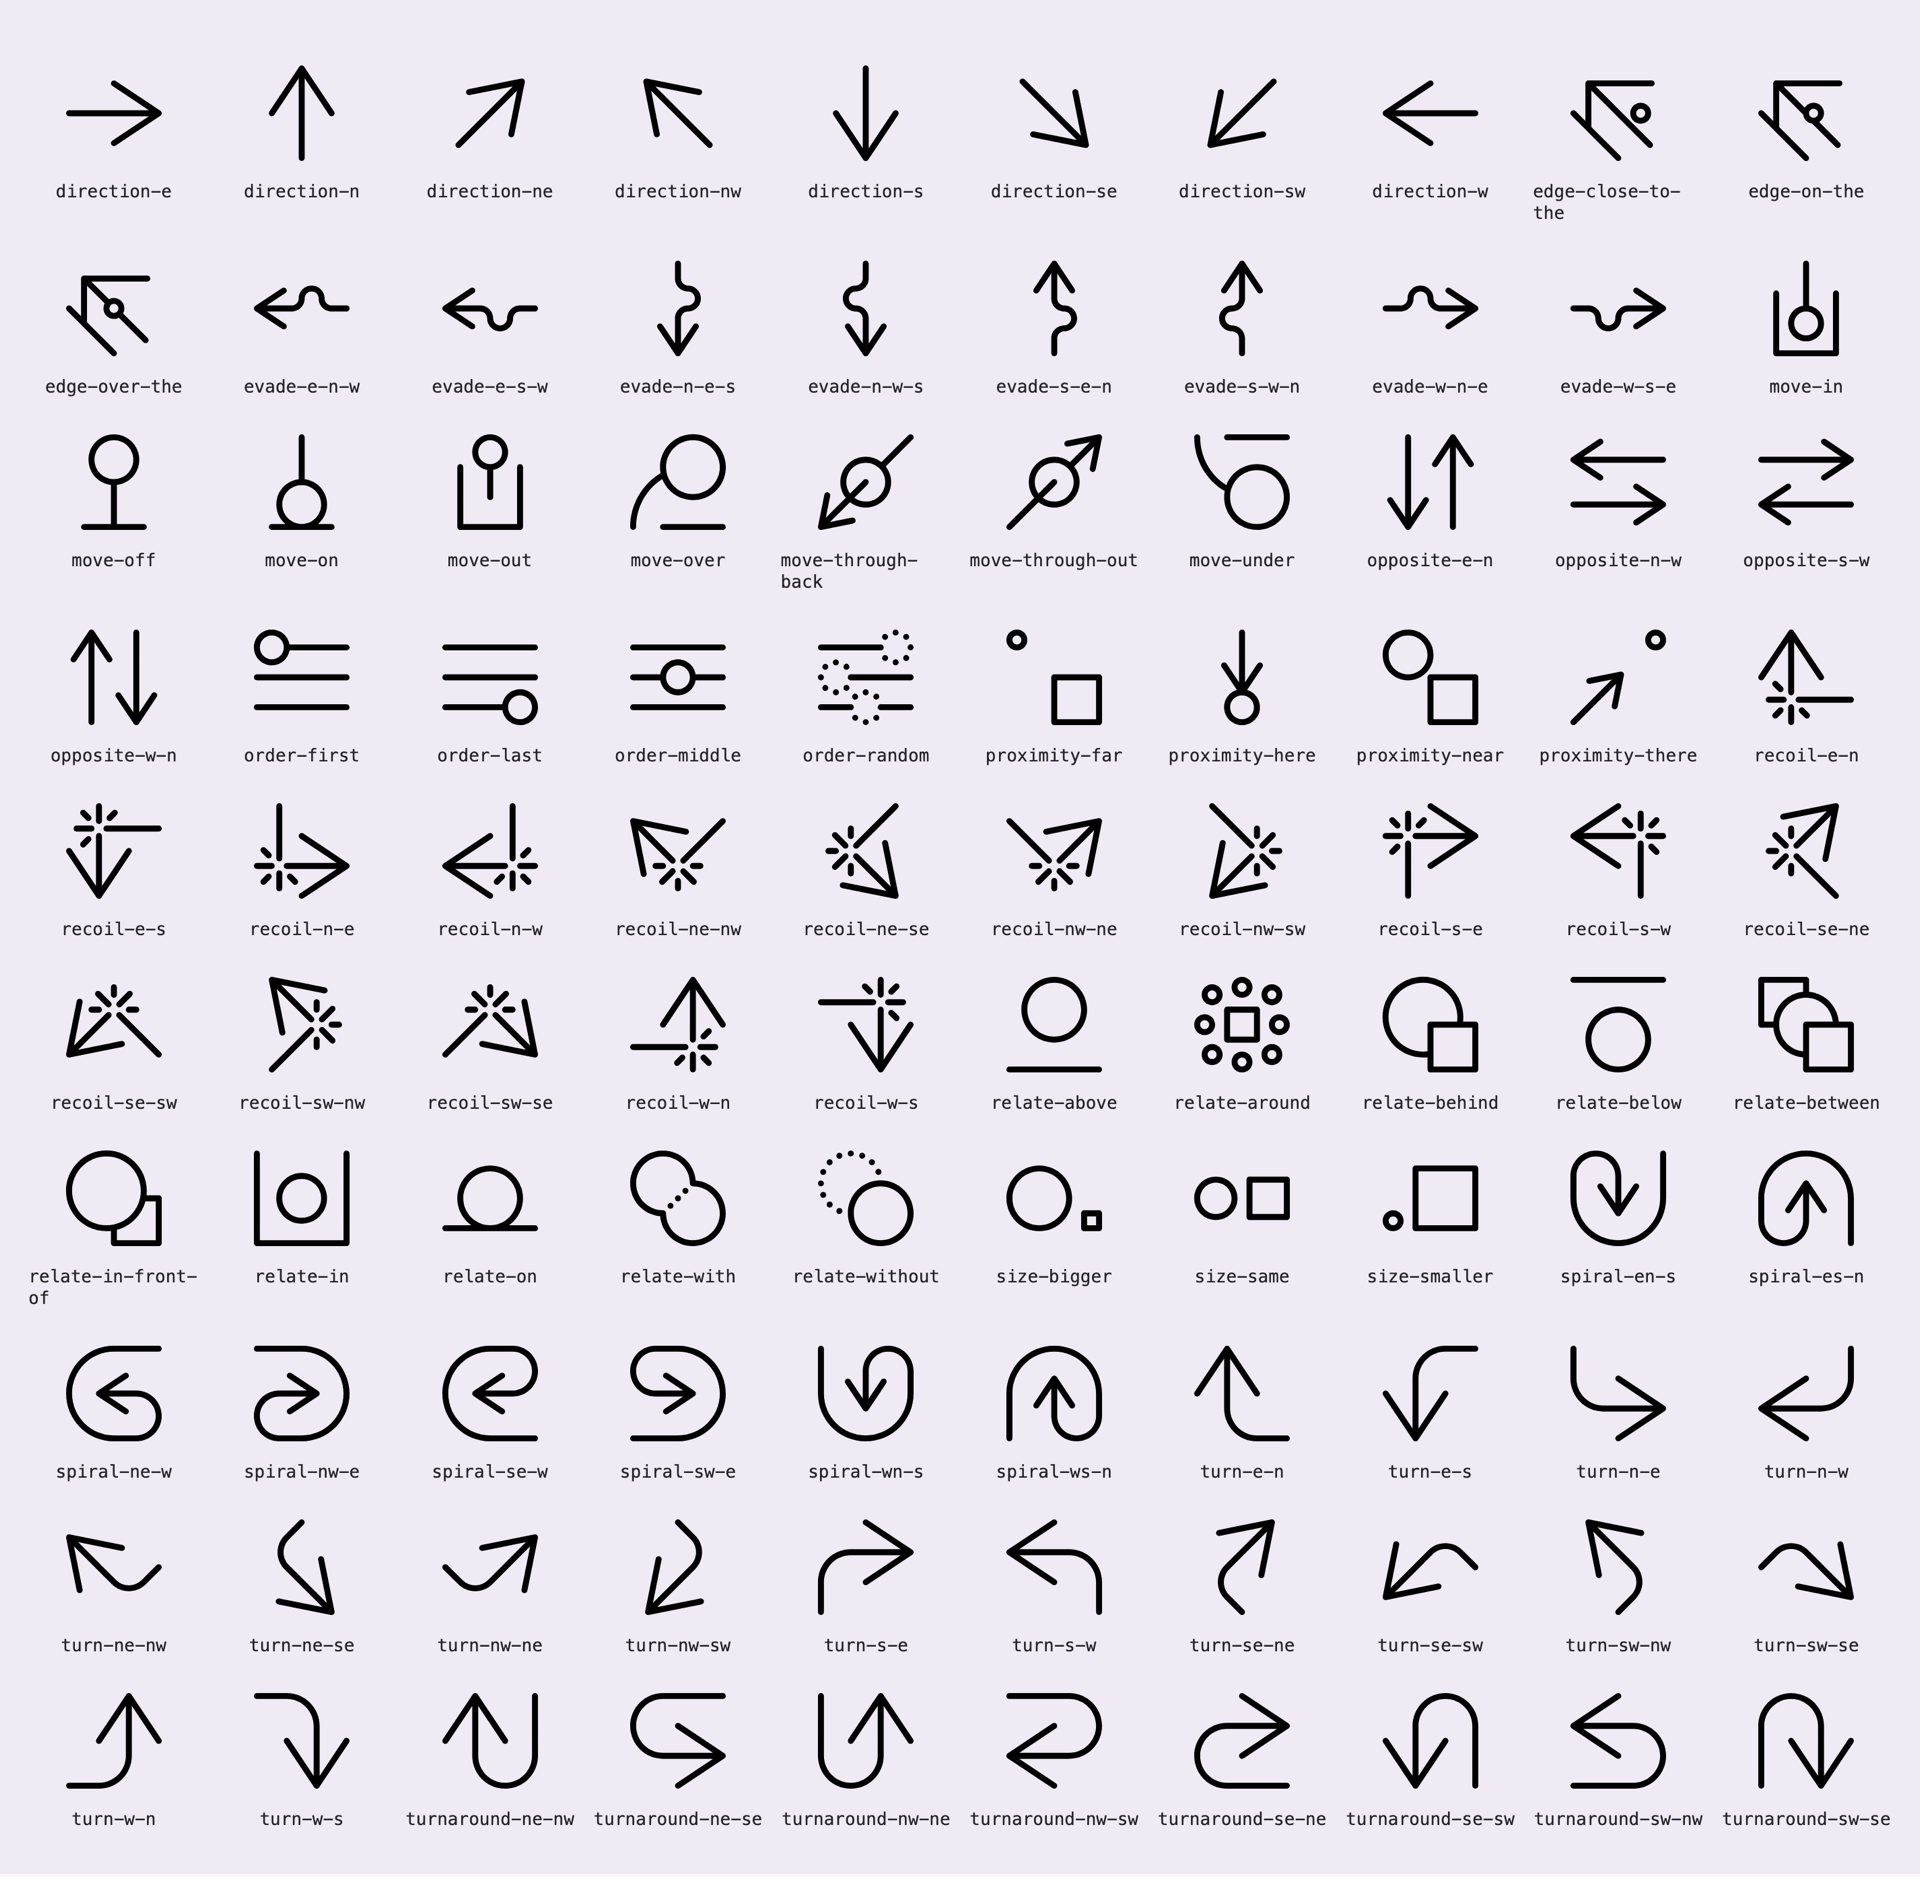 direction-e
direction-n
direction-ne
direction-nw
direction-s
direction-se
direction-sw
direction-w
edge-close-to-
the
edge-on-the
edge-over-the
evade-e-n-w
evade-e-s-w
evade-n-e-s
evade-n-w-s
evade-s-e-n
evade-s-w-n
evade-w-n-e
evade-w-s-e
move-in
move-off
move-on
move-out
move-over
move-through-
back
move-through-out
move-under
opposite-e-n
opposite-n-w
opposite-s-w
opposite-w-n
order-first
order-last
order-middle
order-random
proximity-far
proximity-here
proximity-near
proximity-there
recoil-e-n
recoil-e-s
recoil-n-e
recoil-n-w
recoil-ne-nw
recoil-ne-se
recoil-nw-ne
recoil-nw-sw
recoil-s-e
recoil-s-w
recoil-se-ne
recoil-se-sw
recoil-sw-nw
recoil-sw-se
recoil-w-n
recoil-w-s
relate-above
relate-around
relate-behind
relate-below
relate-between
relate-in-front-
of
relate-in
relate-on
relate-with
relate-without
size-bigger
size-same
size-smaller
spiral-en-s
spiral-es-n
spiral-ne-w
spiral-nw-e
spiral-se-w
spiral-sw-e
spiral-wn-s
spiral-ws-n
turn-e-n
turn-e-s
turn-n-e
turn-n-w
turn-ne-nw
turn-ne-se
turn-nw-ne
turn-nw-sw
turn-s-e
turn-s-w
turn-se-ne
turn-se-sw
turn-sw-nw
turn-sw-se
turn-w-n
turn-w-s
turnaround-ne-nw
turnaround-ne-se
turnaround-nw-ne
turnaround-nw-sw
turnaround-se-ne
turnaround-se-sw
turnaround-sw-nw
turnaround-sw-se